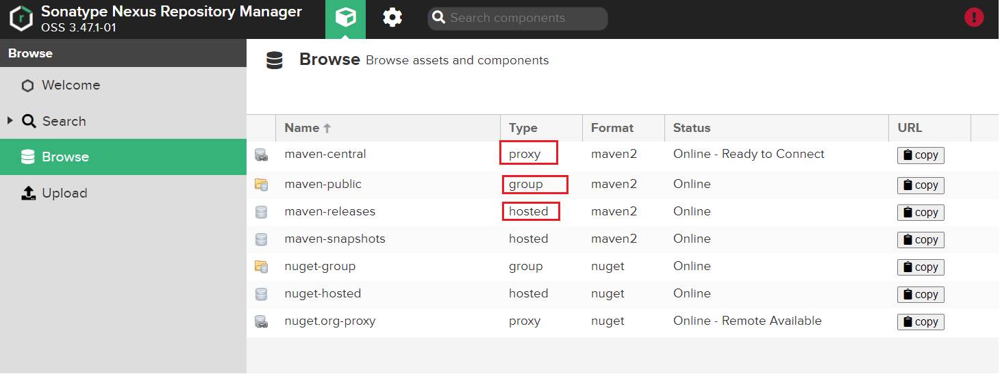 Sonatype Nexus Repository Manager
OSS 3.47.1-01
Search components
Browse
Welcome
Search
Browse
Upload
Browse Browse assets and components
Name Type Format Status URL
maven-central proxy maven2 Online - Ready to Connect copy
maven-public group maven2 Online copy
maven-releases hosted maven2 Online copy
maven-snapshots hosted maven2 Online copy
nuget-group group nuget Online copy
nuget-hosted hosted nuget Online copy
nuget.org-proxy proxy nuget Online - Remote Available copy